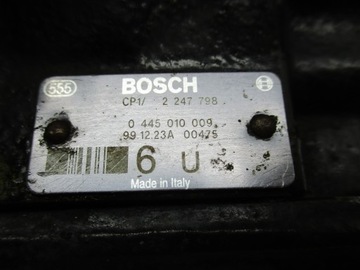 555
BOSCH
CP1/ 2 247 798
0 445 010 009
99.12.23A 00475
6 U
Made in Italy